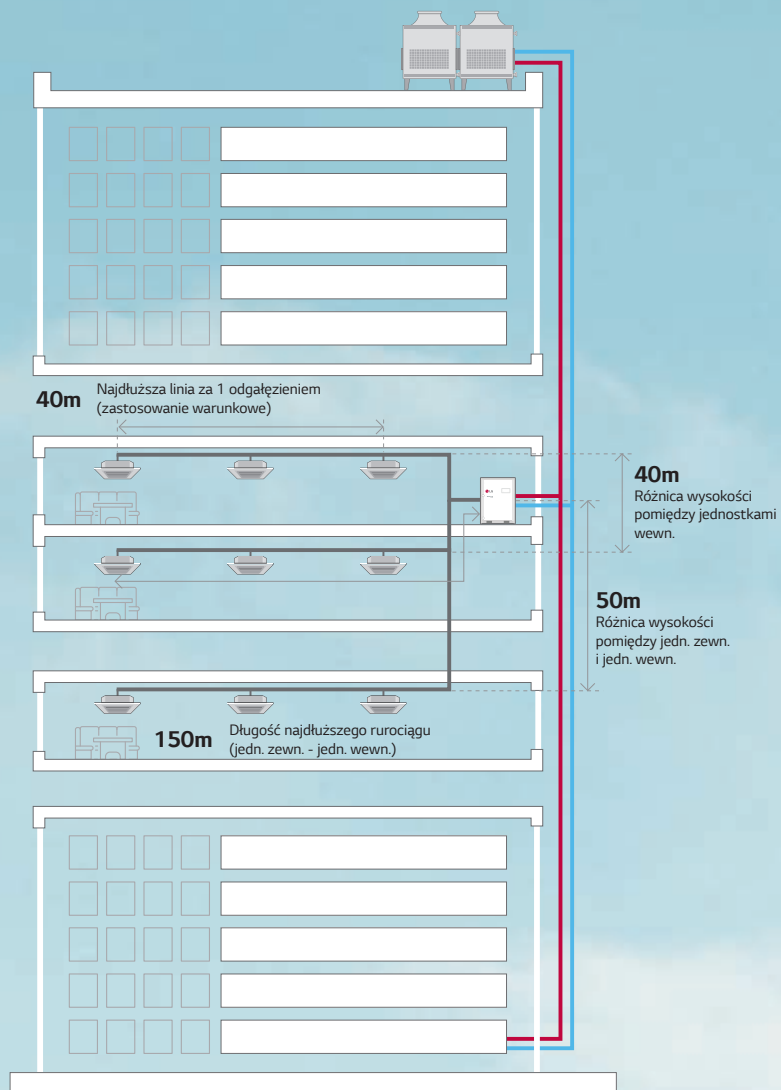 40m
Najdłuższa linia za 1 odgałęzieniem
(zastosowanie warunkowe)
40m
Różnica wysokości
pomiędzy jednostkami
wewn.
50m
Różnica wysokości
pomiędzy jedn. zewn.
i jedn. wewn.
150m
Długość najdłuższego rurociągu
(jedn. zewn. - jedn. wewn.)